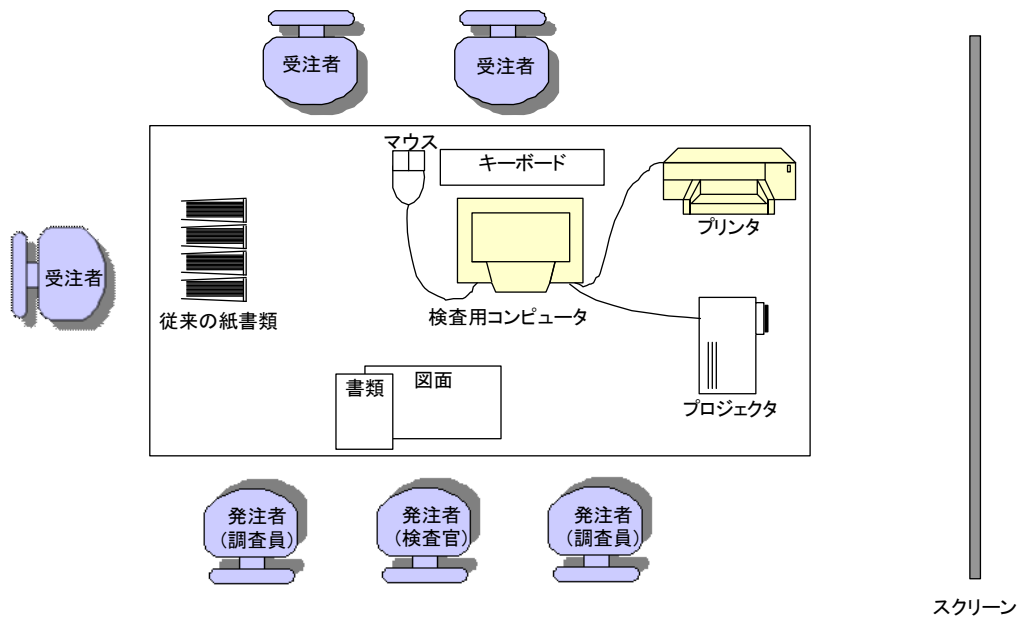 受注者
受注者
マウス
キーボード
プリンタ
受注者
従来の紙書類
検査用コンピュータ
書類
図面
プロジェクタ
発注者
(調査員)
発注者
(検査官)
発注者
(調査員)
スクリーン